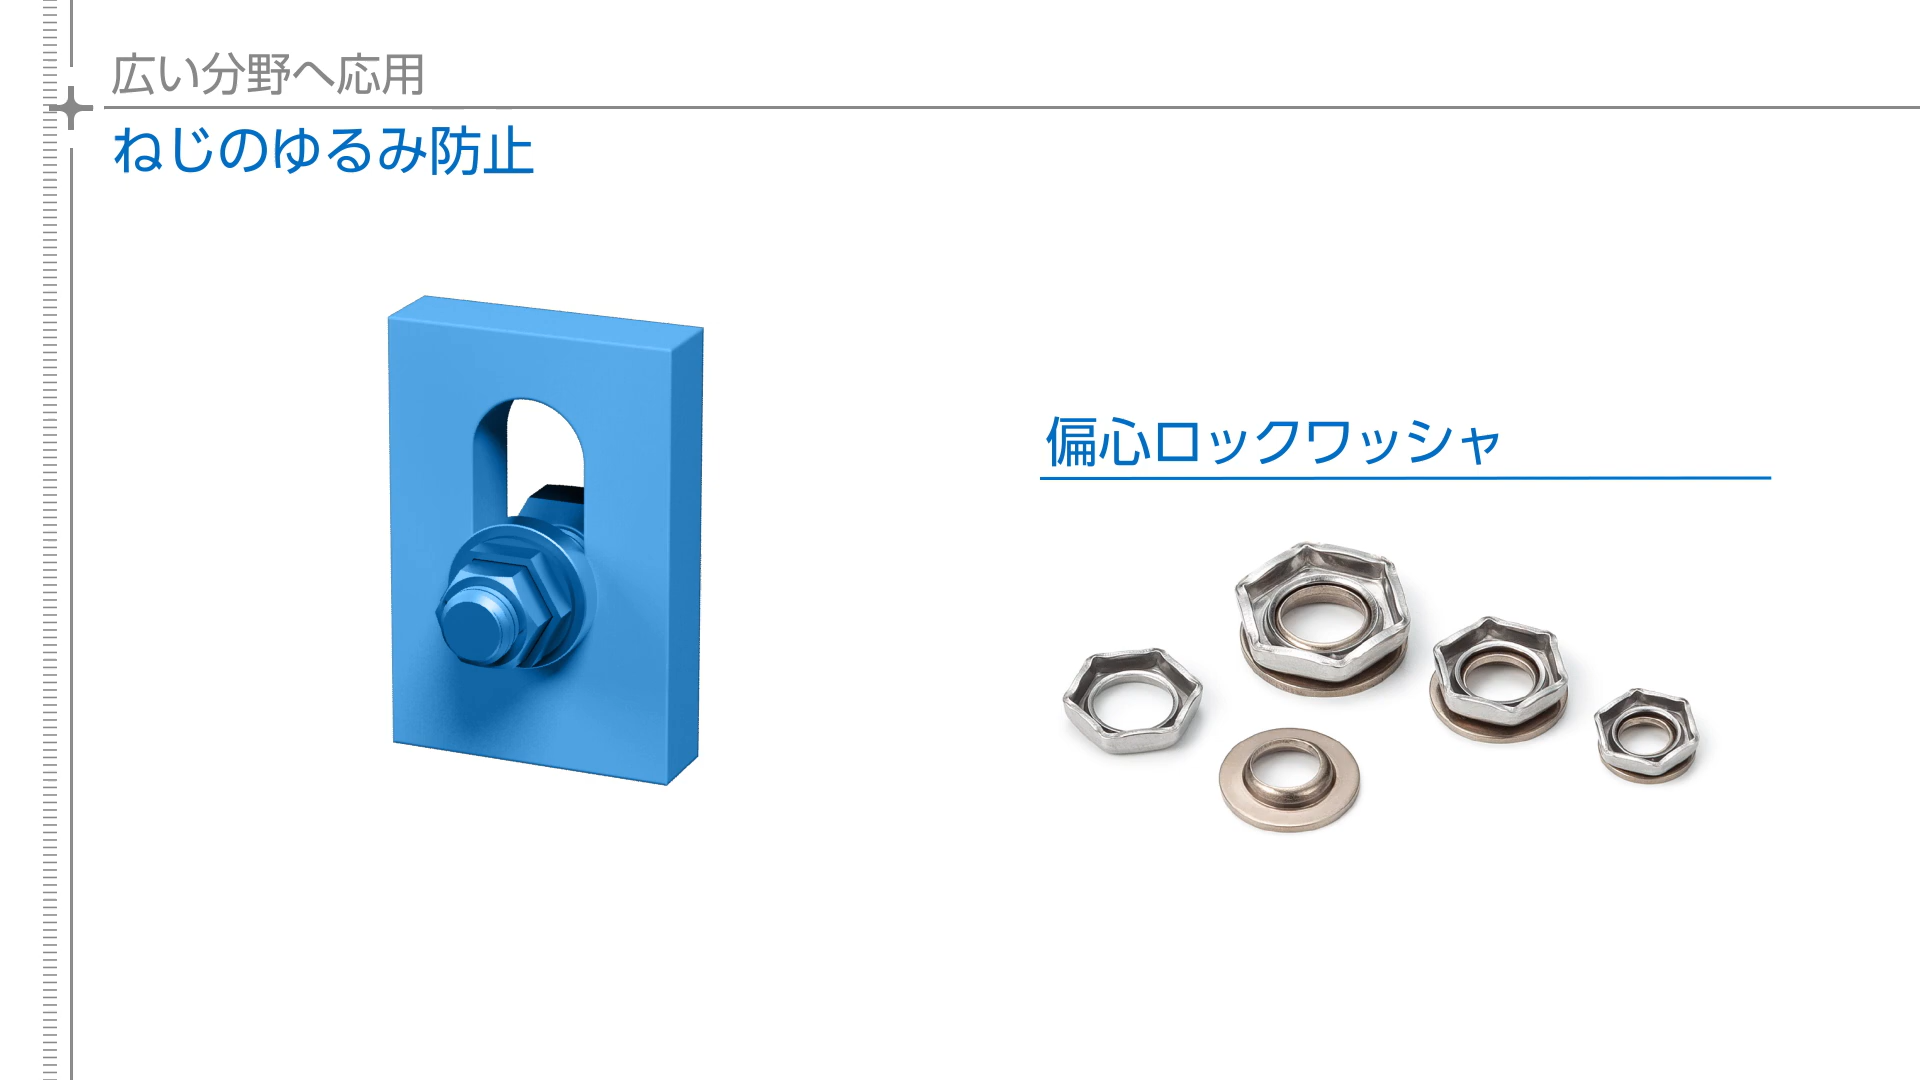 広い分野へ応用
ねじのゆるみ防止
偏心ロックワッシャ